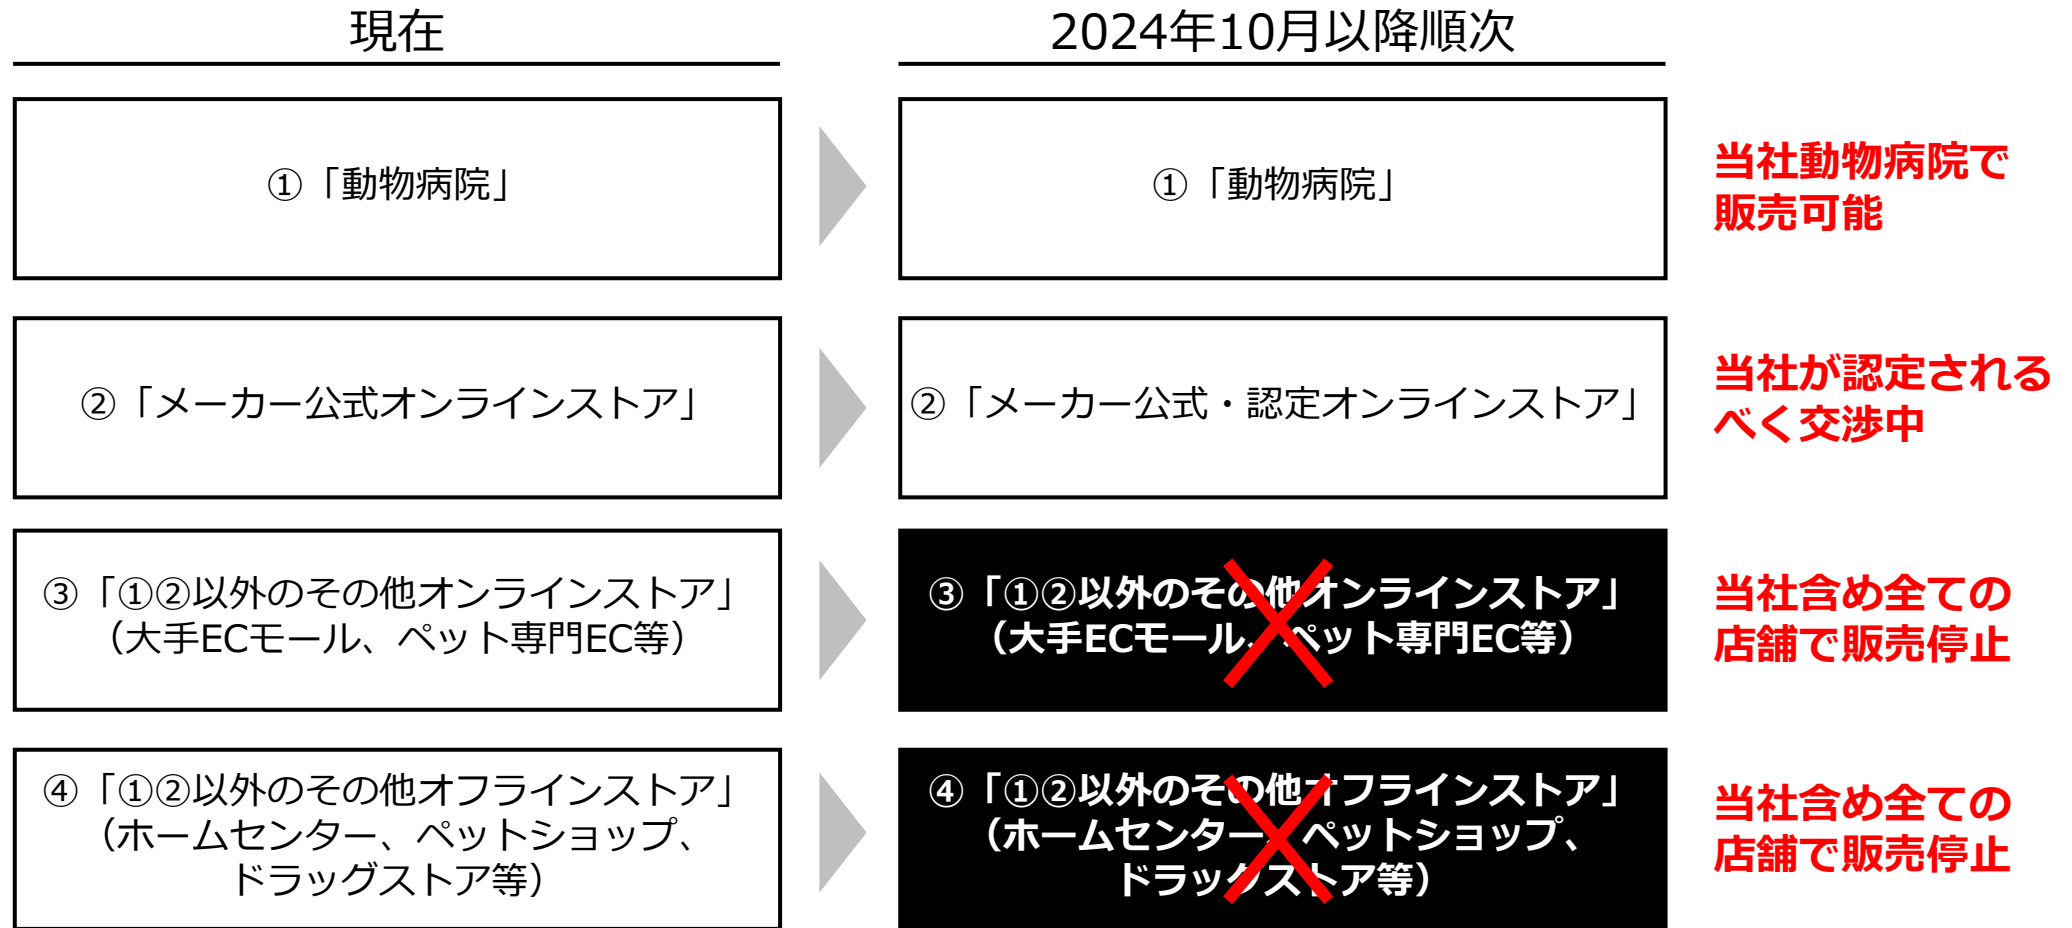 現在
2024年10月以降順次
①「動物病院」
①「動物病院」
当社動物病院で
販売可能
②「メーカー公式オンラインストア」
②「メーカー公式・認定オンラインストア」
当社が認定される
べく交渉中
③「①②以外のその他オンラインストア」
（大手ECモール、ペット専門EC等）
③「①②以外のその他オンラインストア」
（大手ECモール、ペット専門EC等）
当社含め全ての
店舗で販売停止
④「①②以外のその他オフラインストア」
（ホームセンター、ペットショップ、
ドラッグストア等）
④「①②以外のその他オフラインストア」
（ホームセンター、ペットショップ、
ドラッグストア等）
当社含め全ての
店舗で販売停止